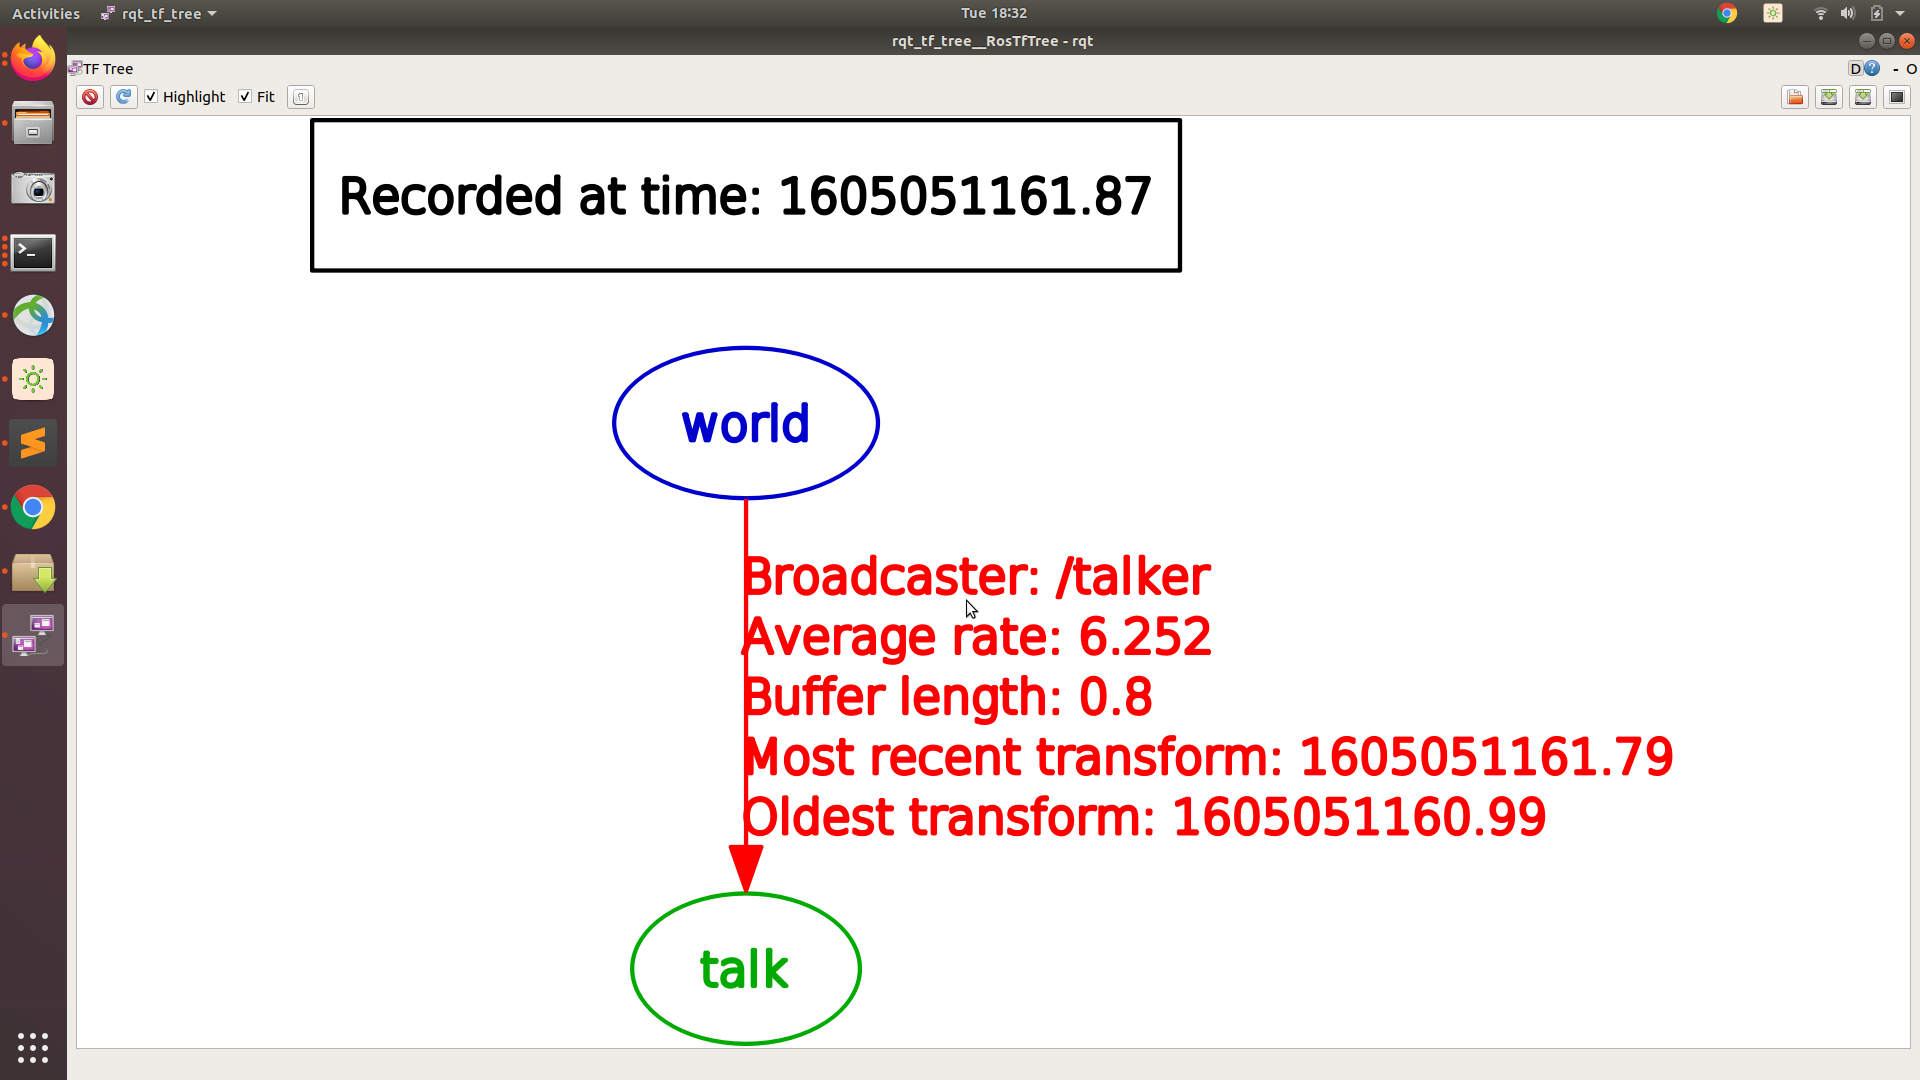 Activities rqt_tf_tree Tue 18:32
rqt_tf_tree__RosTfTree - rqt
TF Tree D ? - O
Highlight Fit
Recorded at time: 1605051161.87
world
Broadcaster: /talker
Average rate: 6.252
Buffer length: 0.8
Most recent transform: 1605051161.79
Oldest transform: 1605051160.99
talk